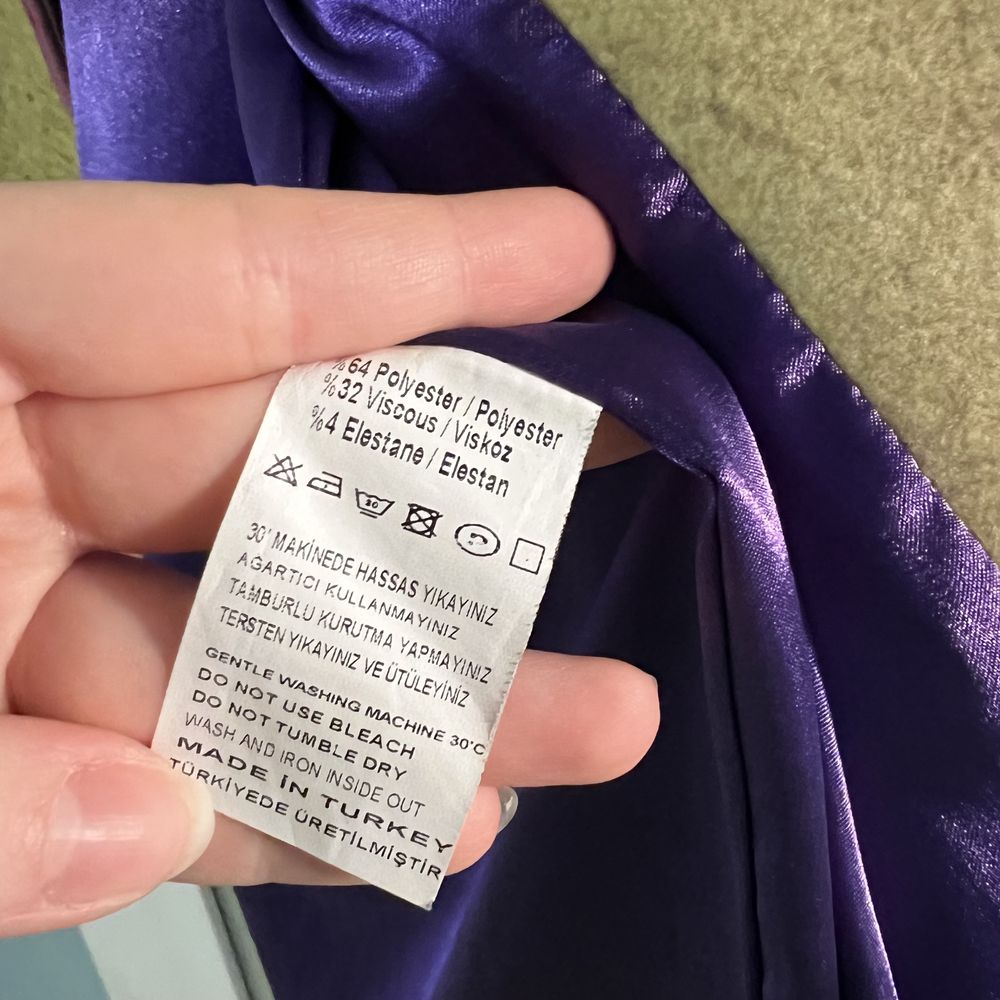 %64 Polyester / Polyester
%32 Viscous / Viskoz
%4 Elestane / Elestan
30
30° MAKİNEDE HASSAS YIKAYINIZ
AĞARTICI KULLANMAYINIZ
TAMBURLU KURUTMA YAPMAYINIZ
TERSTEN YIKAYINIZ VE ÜTÜLEYİNİZ
GENTLE WASHING MACHINE 30°C
DO NOT USE BLEACH
DO NOT TUMBLE DRY
WASH AND IRON INSIDE OUT
MADE İN TURKEY
TÜRKİYEDE ÜRETİLMİŞTİR